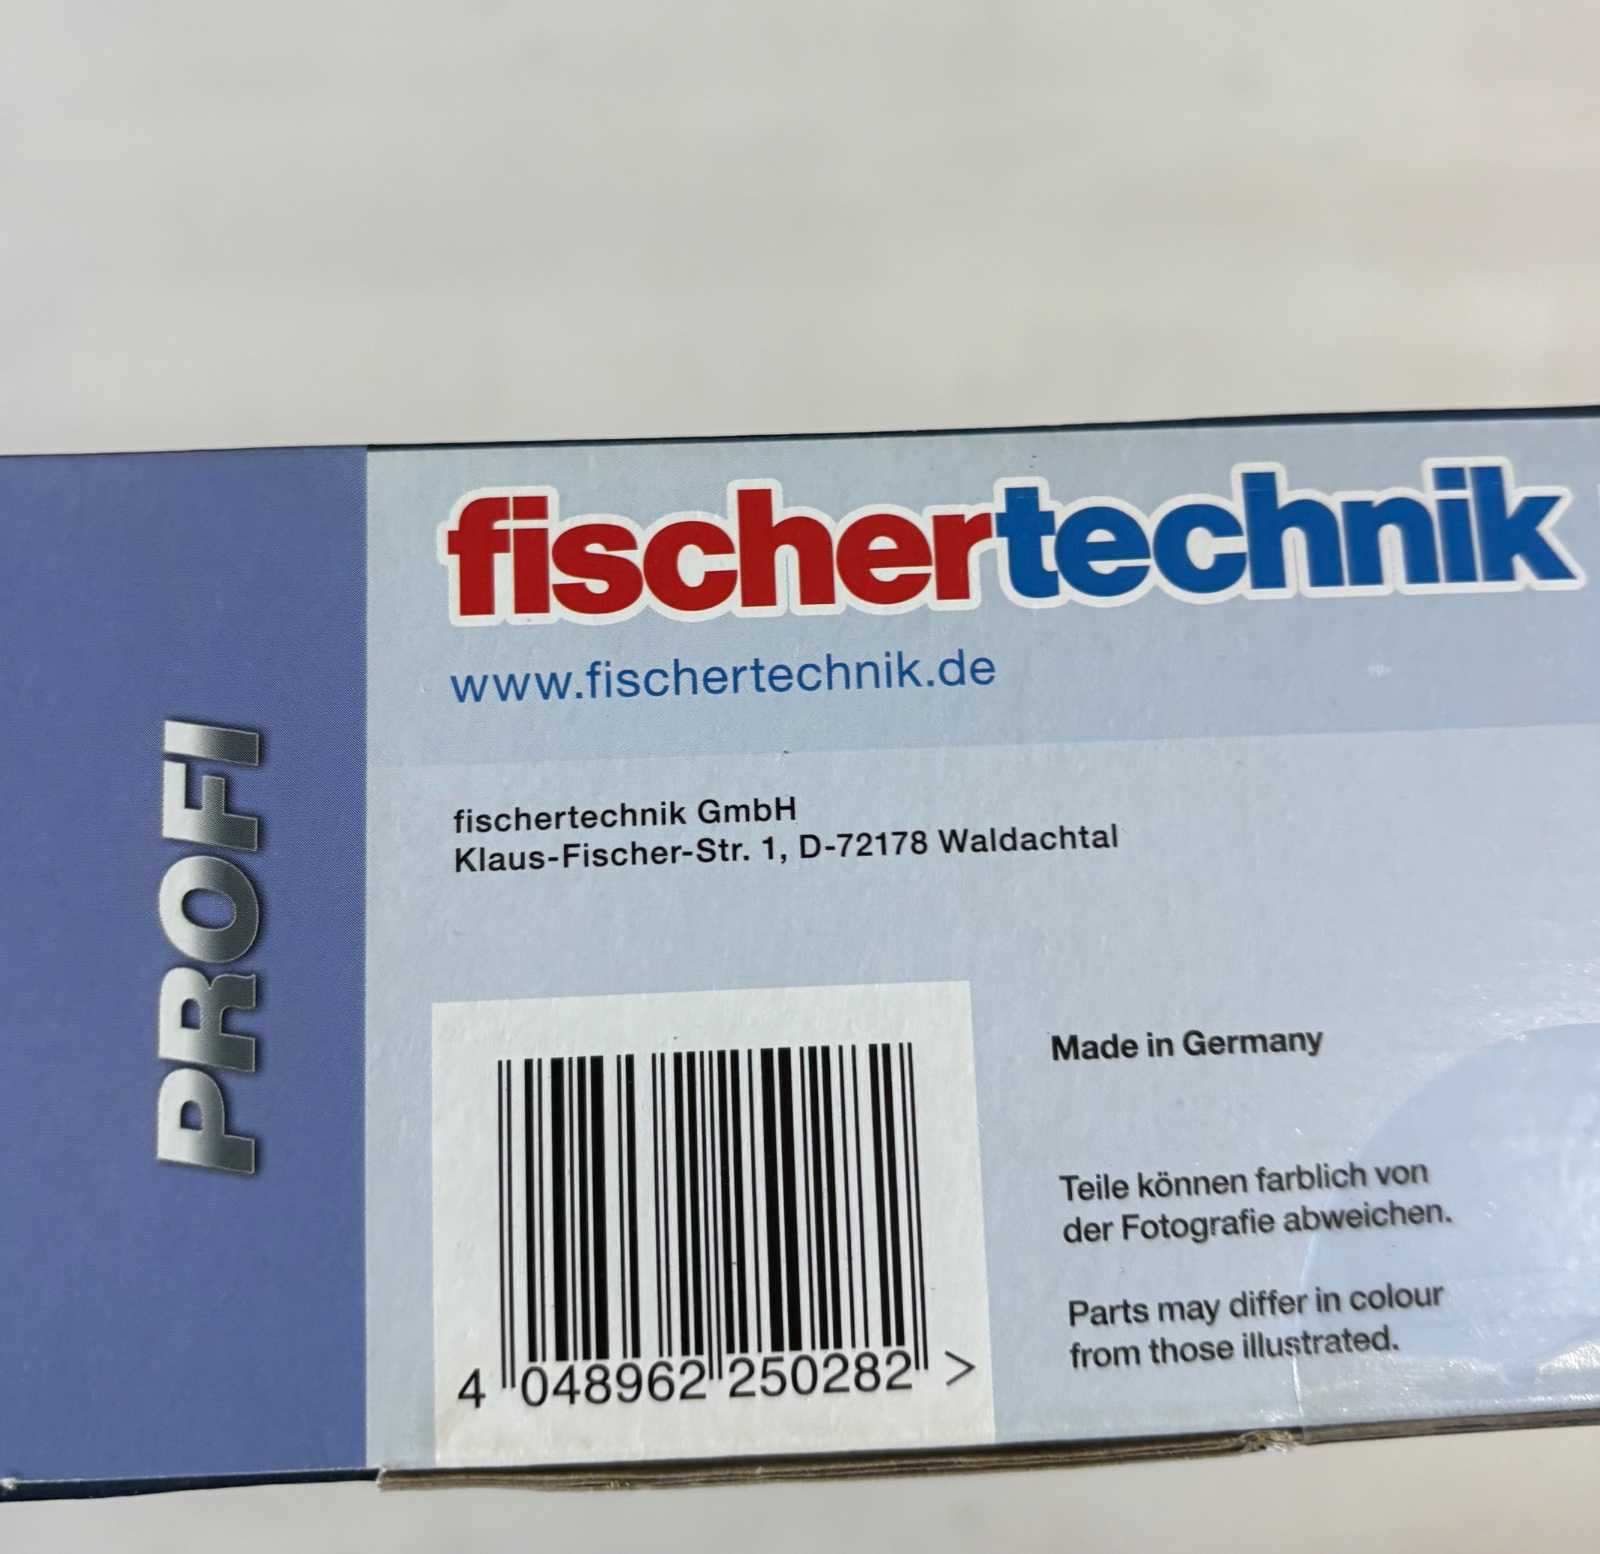 PROFI
fischertechnik
www.fischertechnik.de
fischertechnik GmbH
Klaus-Fischer-Str. 1, D-72178 Waldachtal
Made in Germany
Teile können farblich von
der Fotografie abweichen.
Parts may differ in colour
from those illustrated.
4 048962 250282 >